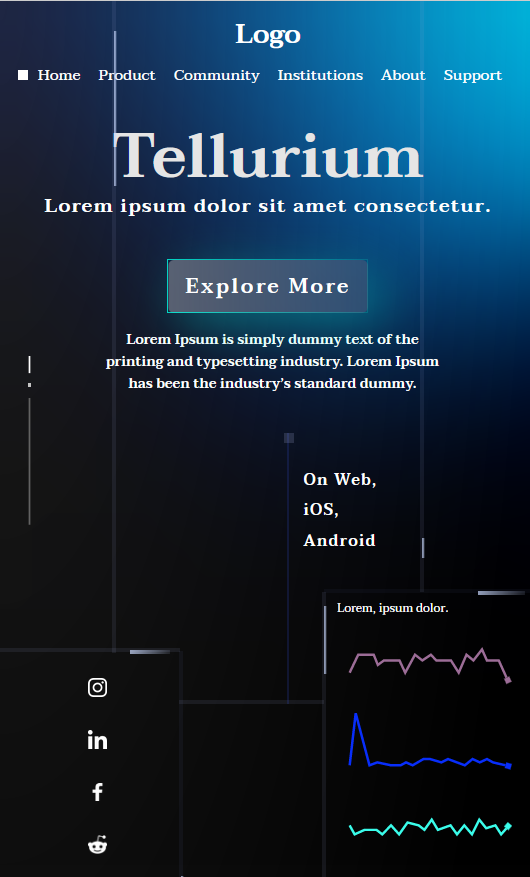 Logo
Home Product Community Institutions About Support
Tellurium
Lorem ipsum dolor sit amet consectetur.
Explore More
Lorem Ipsum is simply dummy text of the
printing and typesetting industry. Lorem Ipsum
has been the industry’s standard dummy.
On Web,
iOS,
Android
Lorem, ipsum dolor.